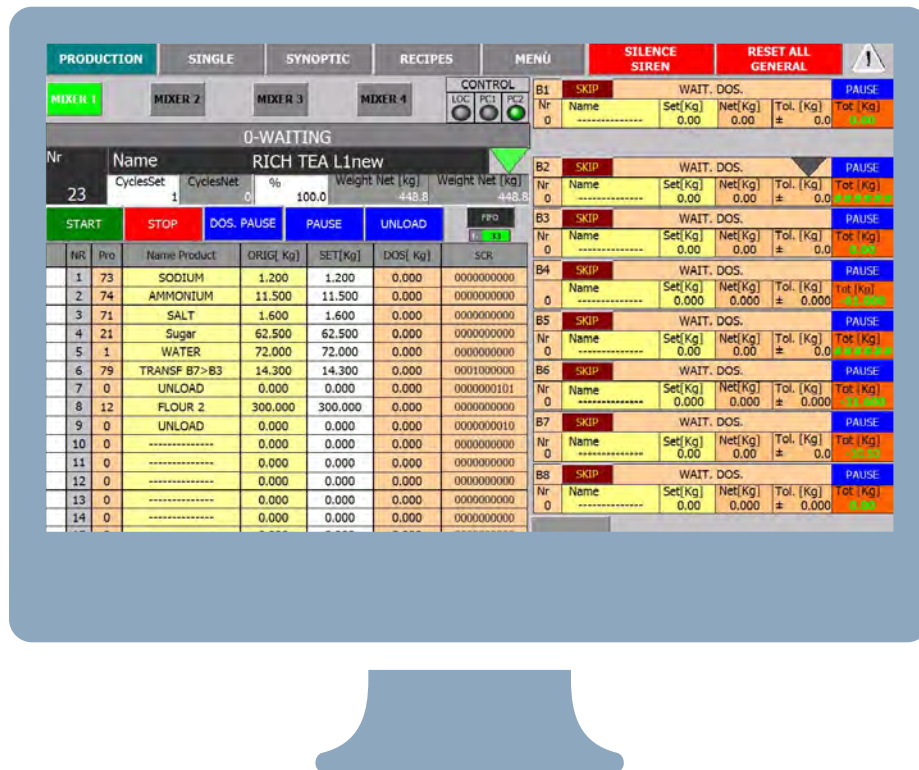 PRODUCTION SINGLE SYNOPTIC RECIPES MENÙ SILENCE SIREN RESET ALL GENERAL
MIXER 1 MIXER 2 MIXER 3 MIXER 4 CONTROL
LOC PC1 PC2
0-WAITING
Nr Name RICH TEA L1new
23 CyclesSet CyclesNet % Weight Net [kg] Weight Net [kg]
1 0 100.0 448.8 448.8
START STOP DOS. PAUSE PAUSE UNLOAD FIFO
33
NR Pro Name Product ORIG[ Kg] SET[Kg] DOS[ Kg] SCR
1 73 SODIUM 1.200 1.200 0.000 0000000000
2 74 AMMONIUM 11.500 11.500 0.000 0000000000
3 71 SALT 1.600 1.600 0.000 0000000000
4 21 Sugar 62.500 62.500 0.000 0000000000
5 1 WATER 72.000 72.000 0.000 0000000000
6 79 TRANSF B7>B3 14.300 14.300 0.000 0001000000
7 0 UNLOAD 0.000 0.000 0.000 0000000101
8 12 FLOUR 2 300.000 300.000 0.000 0000000000
9 0 UNLOAD 0.000 0.000 0.000 0000000010
10 0 -------------- 0.000 0.000 0.000 0000000000
11 0 -------------- 0.000 0.000 0.000 0000000000
12 0 -------------- 0.000 0.000 0.000 0000000000
13 0 -------------- 0.000 0.000 0.000 0000000000
14 0 -------------- 0.000 0.000 0.000 0000000000
B1 SKIP WAIT. DOS. PAUSE
Nr Name Set[Kg] Net[Kg] Tol. [Kg] Tot [Kg]
0 -------------- 0.00 0.00 ± 0.0 0.00
B2 SKIP WAIT. DOS. PAUSE
Nr Name Set[Kg] Net[Kg] Tol. [Kg] Tot [Kg]
0 -------------- 0.00 0.00 ± 0.0
B3 SKIP WAIT. DOS. PAUSE
Nr Name Set[Kg] Net[Kg] Tol. [Kg] Tot [Kg]
0 -------------- 0.00 0.00 ± 0.0 0.00
B4 SKIP WAIT. DOS. PAUSE
Name Set[Kg] Net[Kg] Tol. [Kg] Tot [Kg]
0 -------------- 0.000 0.000 ± 0.000
B5 SKIP WAIT. DOS. PAUSE
Nr Name Set[Kg] Net[Kg] Tol. [Kg] Tot [Kg]
0 -------------- 0.00 0.00 ± 0.0
B6 SKIP WAIT. DOS. PAUSE
Nr Name Set[Kg] Net[Kg] Tol. [Kg] Tot [Kg]
0 -------------- 0.000 0.000 ± 0.000
B7 SKIP WAIT. DOS. PAUSE
Nr Name Set[Kg] Net[Kg] Tol. [Kg] Tot [Kg]
0 -------------- 0.00 0.00 ± 0.0
B8 SKIP WAIT. DOS. PAUSE
Nr Name Set[Kg] Net[Kg] Tol. [Kg] Tot [Kg]
0 -------------- 0.00 0.000 ± 0.000 0.00